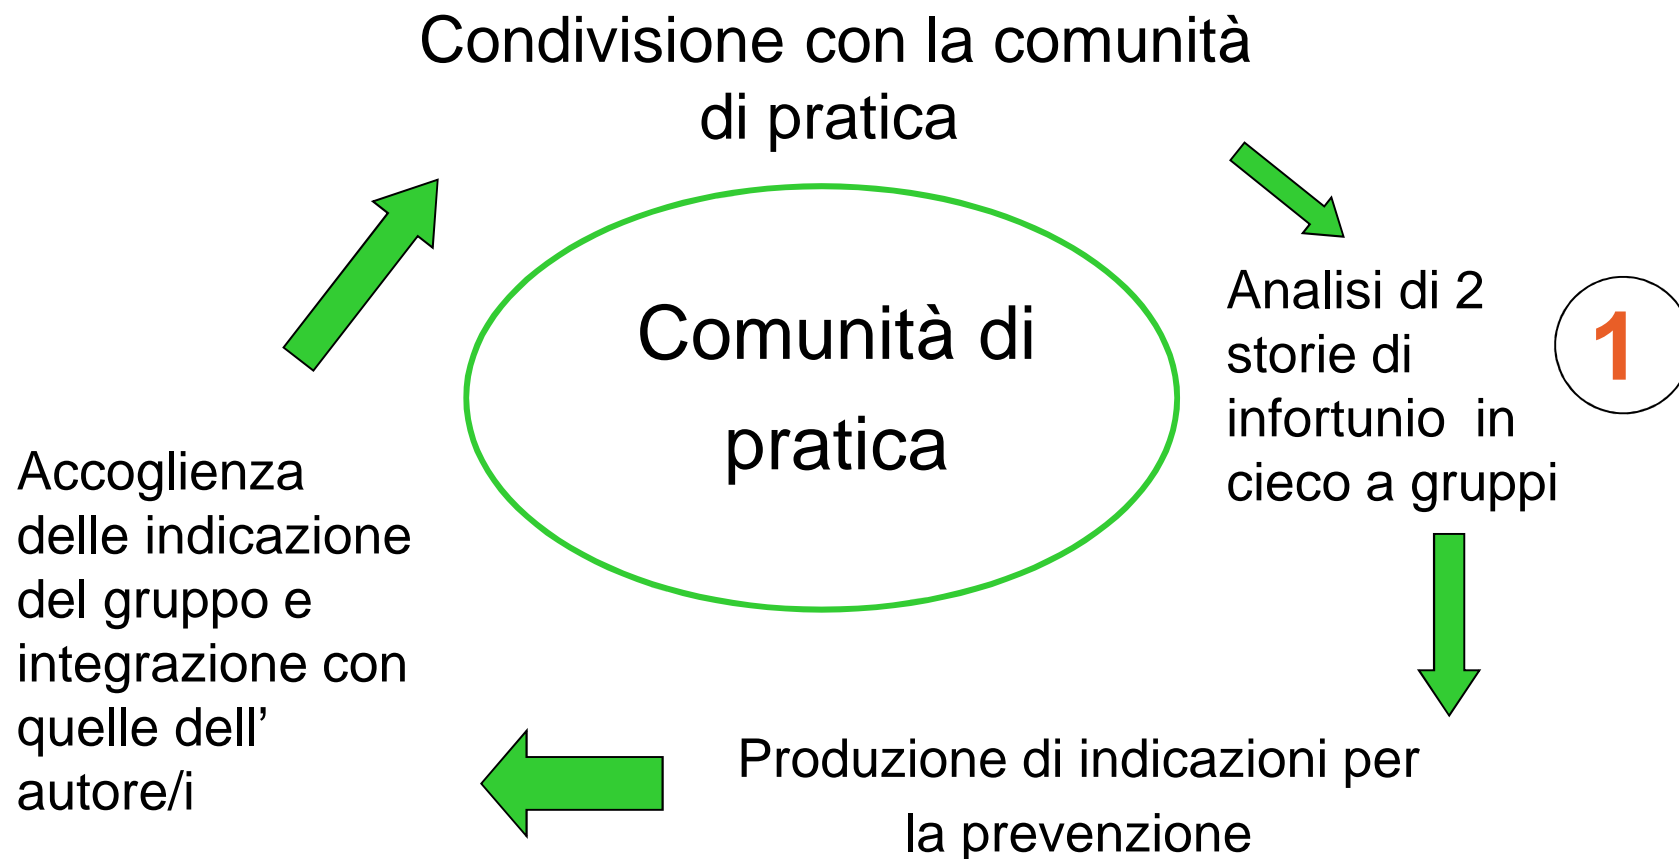 Condivisione con la comunità
di pratica
Comunità di
pratica
Analisi di 2
storie di
infortunio in
cieco a gruppi
1
Produzione di indicazioni per
la prevenzione
Accoglienza
delle indicazione
del gruppo e
integrazione con
quelle dell’
autore/i